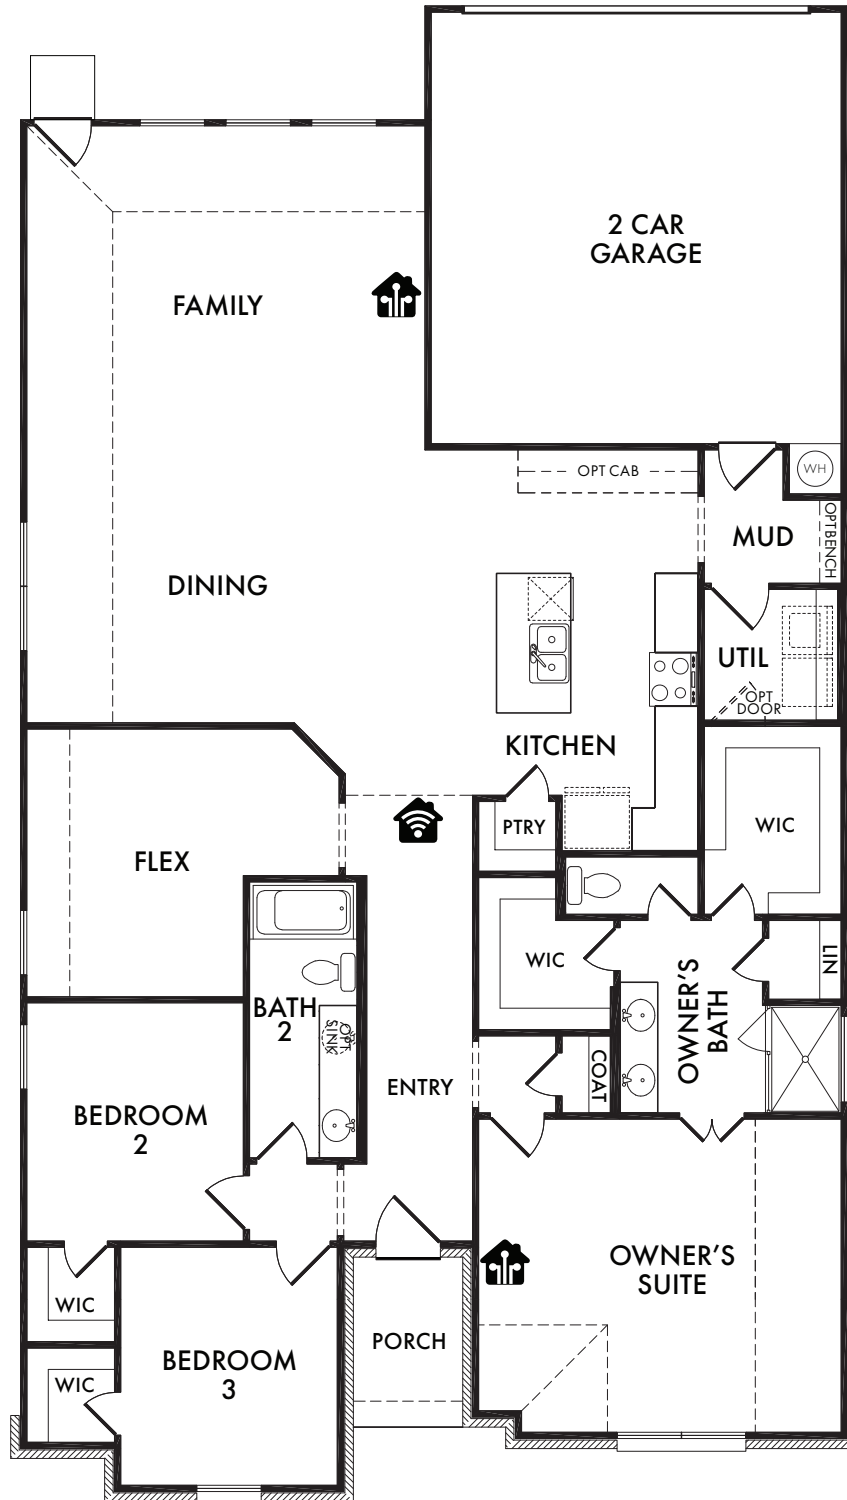 2 CAR
GARAGE
FAMILY
OPT CAB
WH
MUD
OPT BENCH
DINING
UTIL
OPT
DOOR
KITCHEN
PTRY
WIC
FLEX
WIC
LIN
OWNER'S
BATH
BATH
2
OPT
SINK
ENTRY
COAT
BEDROOM
2
OWNER'S
SUITE
WIC
PORCH
BEDROOM
3
WIC